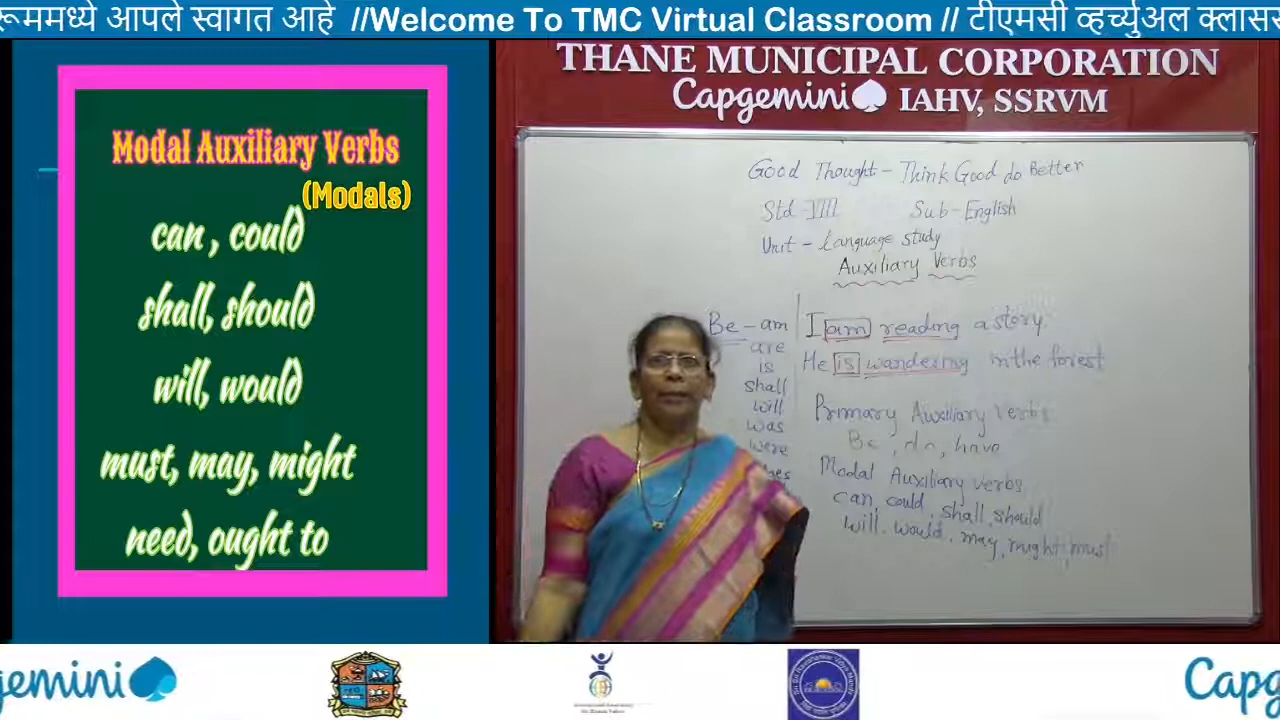 रूममध्ये आपले स्वागत आहे //Welcome To TMC Virtual Classroom // टीएमसी व्हर्च्युअल क्लास
Modal Auxiliary Verbs
(Modals)
can , could
shall, should
will, would
must, may, might
need, ought to
THANE MUNICIPAL CORPORATION
Capgemini IAHV, SSRVM
Good Thought - Think Good do Better
Std - VIII Sub - English
Unit - Language study
Auxiliary Verbs
Be - am
are
is
shall
will
was
were
I am reading a story.
He is wandering in the forest
Primary Auxiliary verbs
Be, do, have
Modal Auxiliary verbs
can, could, shall, should
will, would, may, might, must
gemini
Capg